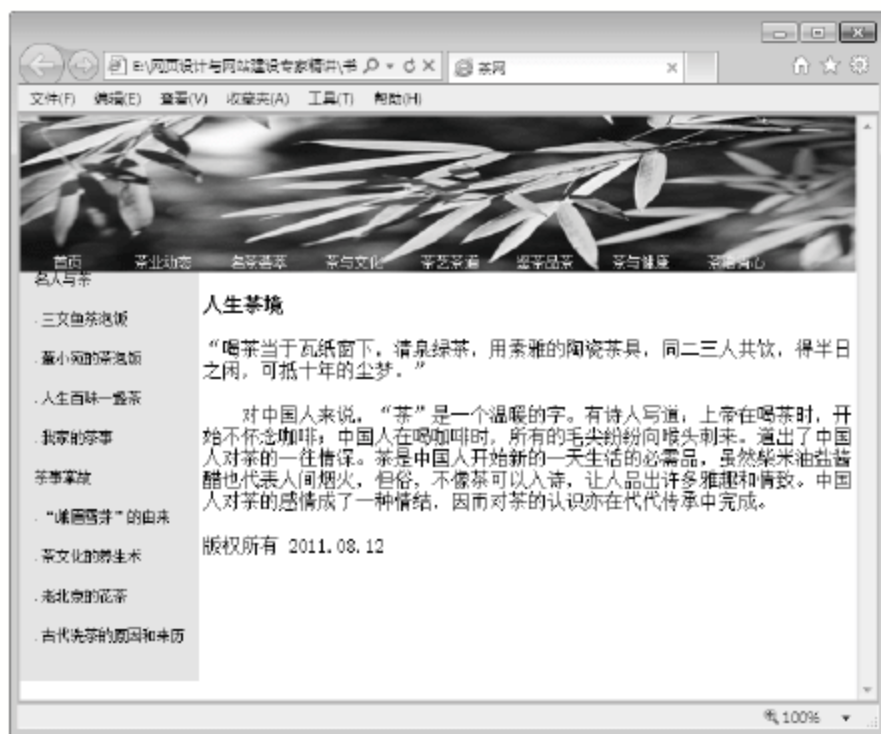 E:\网页设计与网站建设专家精讲\书
茶网
文件(F) 编辑(E) 查看(V) 收藏夹(A) 工具(T) 帮助(H)
首页 茶业动态 名茶荟萃 茶与文化 茶艺茶道 鉴茶品茶 茶与健康
名人与茶
. 三文鱼茶泡饭
. 董小宛的茶泡饭
. 人生百味一盏茶
. 我家的茶事
茶事掌故
. “峨眉雪芽”的由来
. 茶文化的养生术
. 老北京的花茶
. 古代洗茶的原因和来历
人生茶境
“喝茶当于瓦纸窗下，清泉绿茶，用素雅的陶瓷茶具，同二三人共饮，得半日
之闲，可抵十年的尘梦。”
对中国人来说，“茶”是一个温暖的字。有诗人写道：上帝在喝茶时，开
始不怀念咖啡；中国人在喝咖啡时，所有的毛尖纷纷向喉头刺来。道出了中国
人对茶的一往情深。茶是中国人开始新的一天生活的必需品，虽然柴米油盐酱
醋也代表人间烟火，但俗，不像茶可以入诗，让人品出许多雅趣和情致。中国
人对茶的感情成了一种情结，因而对茶的认识亦在代代传承中完成。
版权所有 2011.08.12
100%